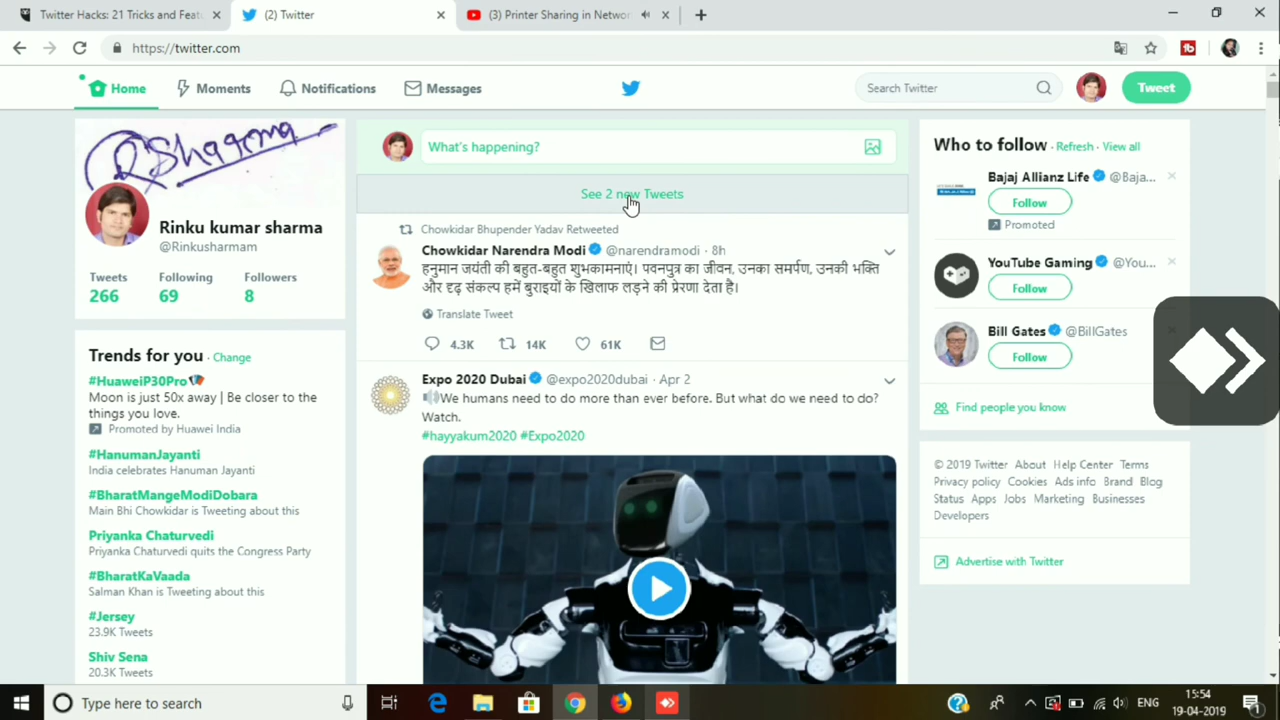 Twitter Hacks: 21 Tricks and Feat
(2) Twitter
(3) Printer Sharing in Networ
https://twitter.com
Home
Moments
Notifications
Messages
Search Twitter
Tweet
Sharma
Rinku kumar sharma
@Rinkusharmam
Tweets Following Followers
266 69 8
Trends for you · Change
#HuaweiP30Pro
Moon is just 50x away | Be closer to the
things you love.
Promoted by Huawei India
#HanumanJayanti
India celebrates Hanuman Jayanti
#BharatMangeModiDobara
Main Bhi Chowkidar is Tweeting about this
Priyanka Chaturvedi
Priyanka Chaturvedi quits the Congress Party
#BharatKaVaada
Salman Khan is Tweeting about this
#Jersey
23.9K Tweets
Shiv Sena
20.3K Tweets
What's happening?
See 2 new Tweets
Chowkidar Bhupender Yadav Retweeted
Chowkidar Narendra Modi @narendramodi · 8h
हनुमान जयंती की बहुत-बहुत शुभकामनाएं। पवनपुत्र का जीवन, उनका समर्पण, उनकी भक्ति
और दृढ़ संकल्प हमें बुराइयों के खिलाफ लड़ने की प्रेरणा देता है।
Translate Tweet
4.3K 14K 61K
Expo 2020 Dubai @expo2020dubai · Apr 2
We humans need to do more than ever before. But what do we need to do?
Watch.
#hayyakum2020 #Expo2020
Who to follow · Refresh · View all
Bajaj Allianz Life @Baja...
Follow
Promoted
YouTube Gaming @You...
Follow
Bill Gates @BillGates
Follow
Find people you know
© 2019 Twitter About Help Center Terms
Privacy policy Cookies Ads info Brand Blog
Status Apps Jobs Marketing Businesses
Developers
Advertise with Twitter
Type here to search
ENG
15:54
19-04-2019